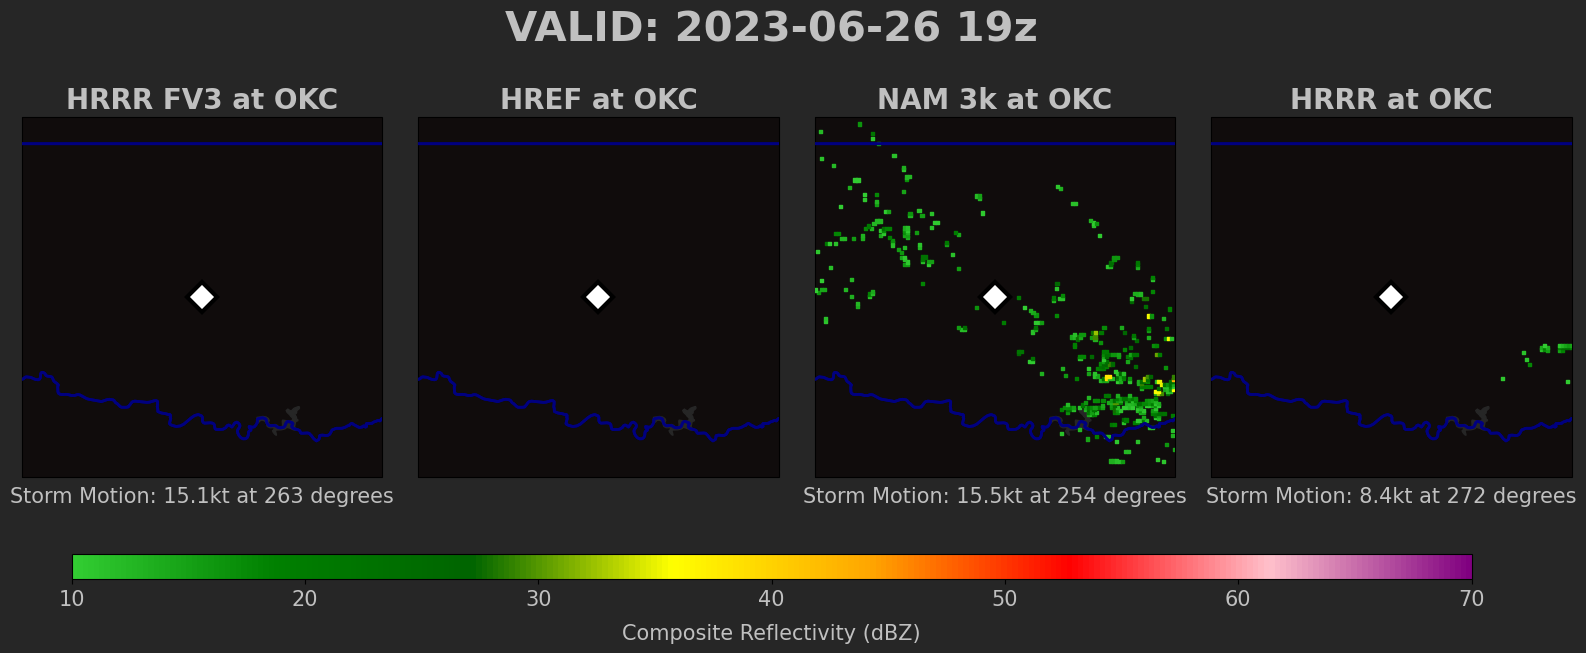 VALID: 2023-06-26 19z
HRRR FV3 at OKC
HREF at OKC
NAM 3k at OKC
HRRR at OKC
Storm Motion: 15.1kt at 263 degrees
Storm Motion: 15.5kt at 254 degrees
Storm Motion: 8.4kt at 272 degrees
10 20 30 40 50 60 70
Composite Reflectivity (dBZ)